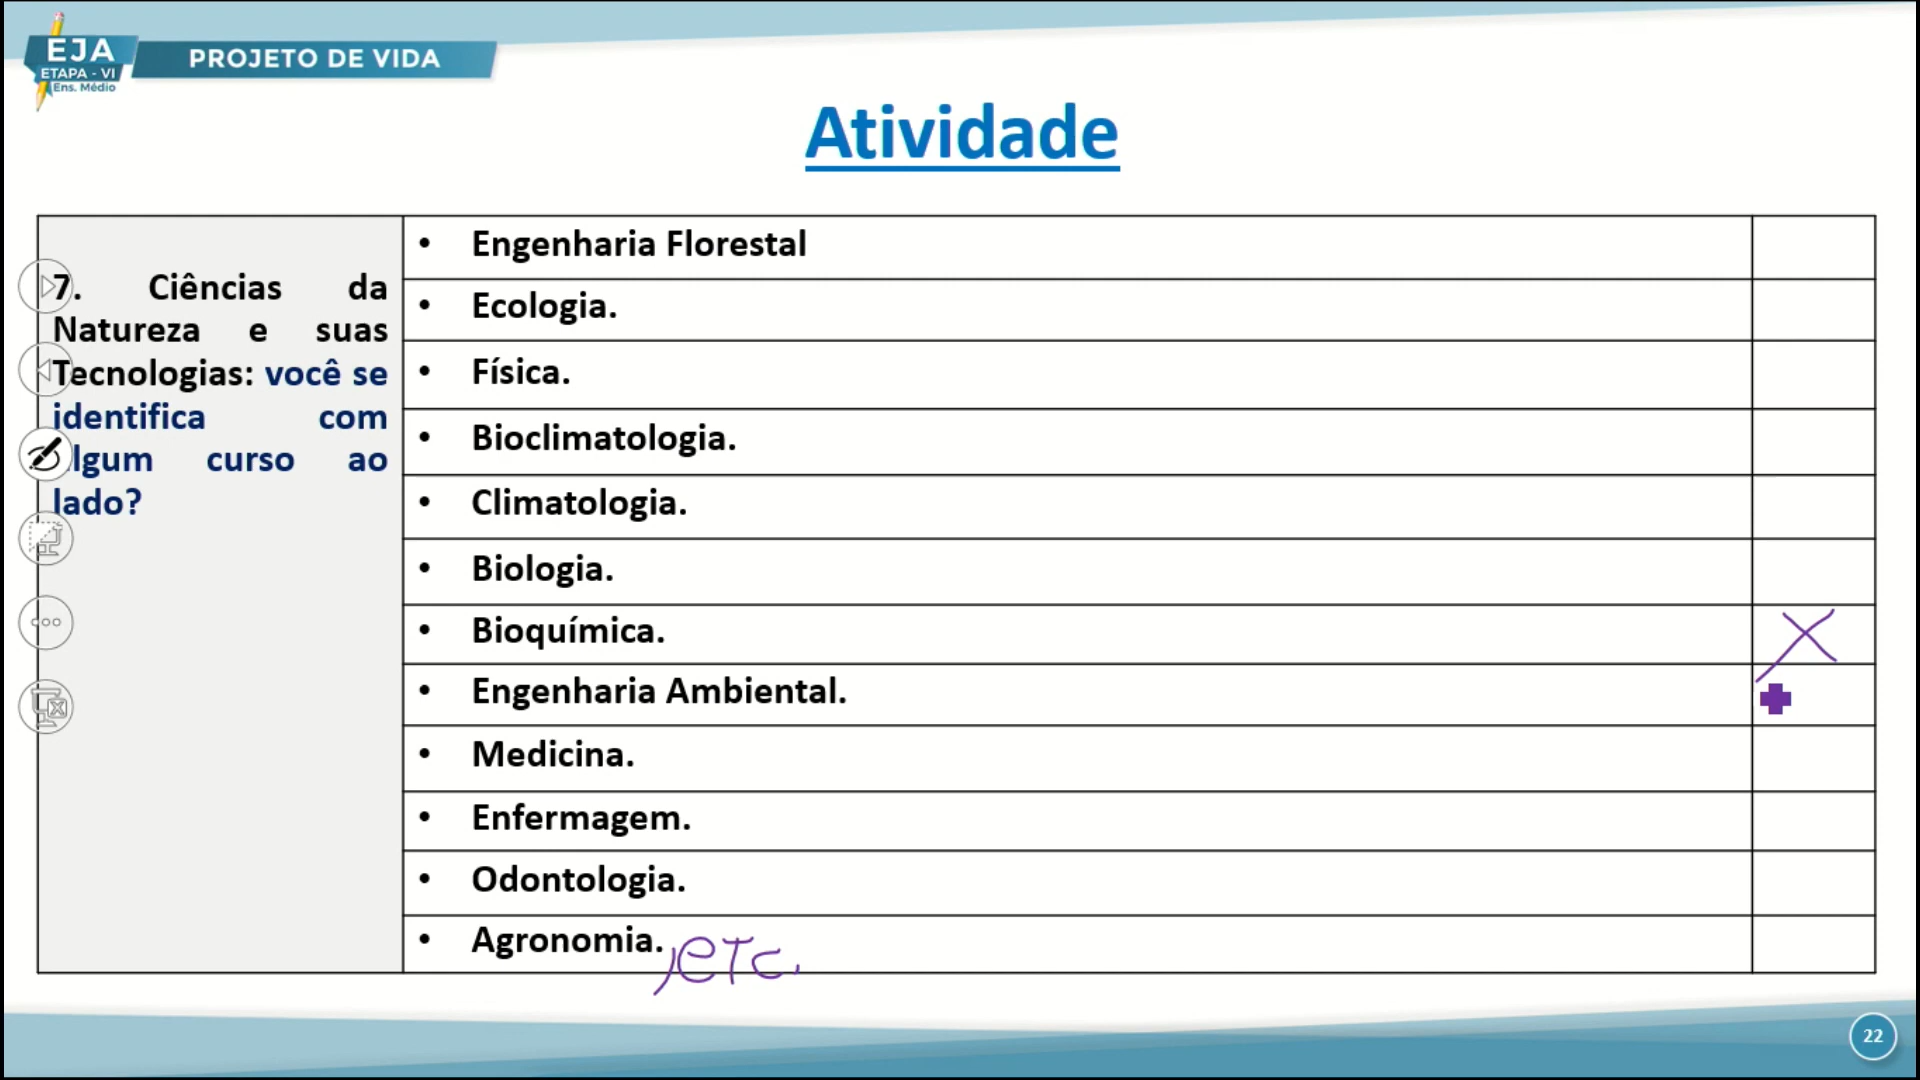 EJA
ETAPA - VI
Ens. Médio
PROJETO DE VIDA
Atividade
7. Ciências da
Natureza e suas
Tecnologias: você se
identifica com
algum curso ao
lado?
• Engenharia Florestal
• Ecologia.
• Física.
• Bioclimatologia.
• Climatologia.
• Biologia.
• Bioquímica. X
• Engenharia Ambiental.
• Medicina.
• Enfermagem.
• Odontologia.
• Agronomia. , etc.
22